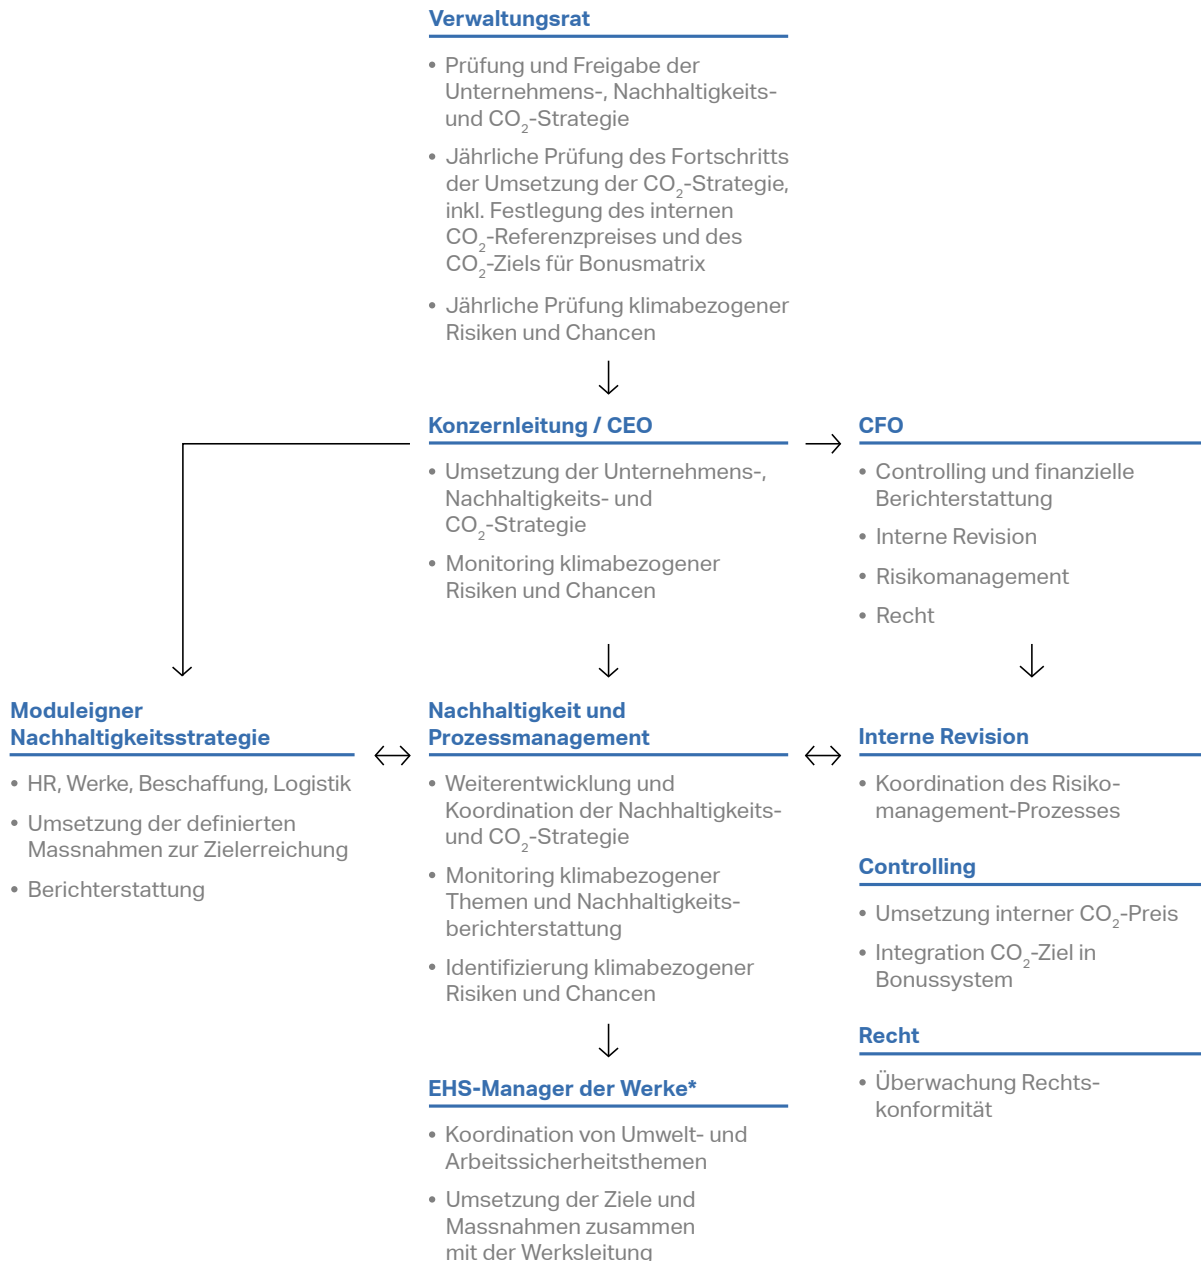 Verwaltungsrat
• Prüfung und Freigabe der
Unternehmens-, Nachhaltigkeits-
und CO₂-Strategie
• Jährliche Prüfung des Fortschritts
der Umsetzung der CO₂-Strategie,
inkl. Festlegung des internen
CO₂-Referenzpreises und des
CO₂-Ziels für Bonusmatrix
• Jährliche Prüfung klimabezogener
Risiken und Chancen
Konzernleitung / CEO
• Umsetzung der Unternehmens-,
Nachhaltigkeits- und
CO₂-Strategie
• Monitoring klimabezogener
Risiken und Chancen
CFO
• Controlling und finanzielle
Berichterstattung
• Interne Revision
• Risikomanagement
• Recht
Moduleigner
Nachhaltigkeitsstrategie
• HR, Werke, Beschaffung, Logistik
• Umsetzung der definierten
Massnahmen zur Zielerreichung
• Berichterstattung
Nachhaltigkeit und
Prozessmanagement
• Weiterentwicklung und
Koordination der Nachhaltigkeits-
und CO₂-Strategie
• Monitoring klimabezogener
Themen und Nachhaltigkeits-
berichterstattung
• Identifizierung klimabezogener
Risiken und Chancen
EHS-Manager der Werke*
• Koordination von Umwelt- und
Arbeitssicherheitsthemen
• Umsetzung der Ziele und
Massnahmen zusammen
mit der Werksleitung
Interne Revision
• Koordination des Risiko-
management-Prozesses
Controlling
• Umsetzung interner CO₂-Preis
• Integration CO₂-Ziel in
Bonussystem
Recht
• Überwachung Rechts-
konformität